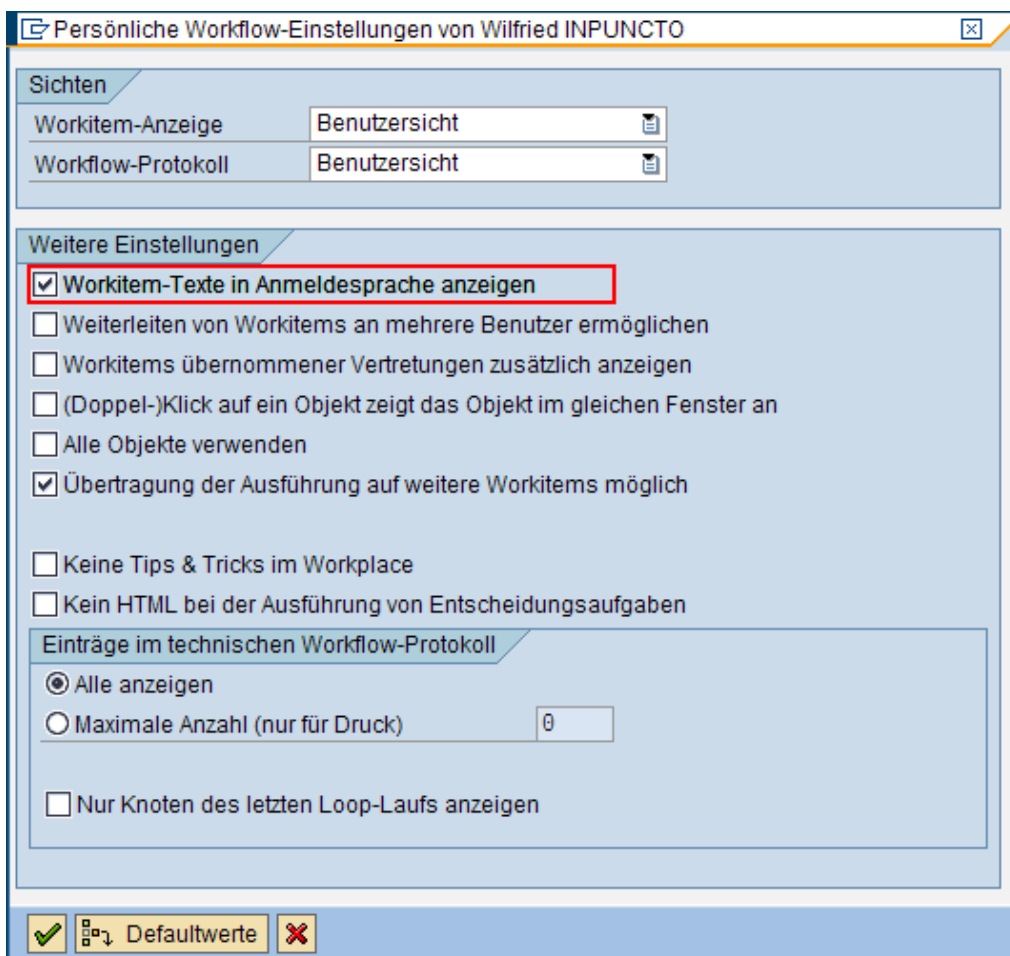 Persönliche Workflow-Einstellungen von Wilfried INPUNCTO
Sichten
Workitem-Anzeige Benutzersicht
Workflow-Protokoll Benutzersicht
Weitere Einstellungen
Workitem-Texte in Anmeldesprache anzeigen
Weiterleiten von Workitems an mehrere Benutzer ermöglichen
Workitems übernommener Vertretungen zusätzlich anzeigen
(Doppel-)Klick auf ein Objekt zeigt das Objekt im gleichen Fenster an
Alle Objekte verwenden
Übertragung der Ausführung auf weitere Workitems möglich
Keine Tips & Tricks im Workplace
Kein HTML bei der Ausführung von Entscheidungsaufgaben
Einträge im technischen Workflow-Protokoll
Alle anzeigen
Maximale Anzahl (nur für Druck) 0
Nur Knoten des letzten Loop-Laufs anzeigen
Defaultwerte